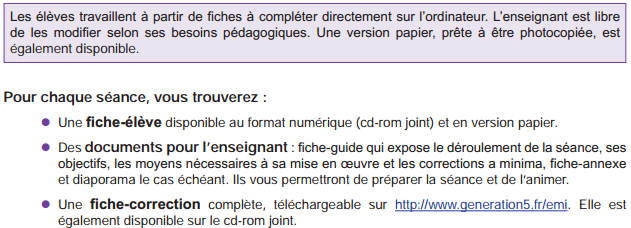 Les élèves travaillent à partir de fiches à compléter directement sur l'ordinateur. L'enseignant est libre
de les modifier selon ses besoins pédagogiques. Une version papier, prête à être photocopiée, est
également disponible.
Pour chaque séance, vous trouverez :
● Une fiche-élève disponible au format numérique (cd-rom joint) et en version papier.
● Des documents pour l'enseignant : fiche-guide qui expose le déroulement de la séance, ses
objectifs, les moyens nécessaires à sa mise en œuvre et les corrections a minima, fiche-annexe
et diaporama le cas échéant. Ils vous permettront de préparer la séance et de l'animer.
● Une fiche-correction complète, téléchargeable sur http://www.generation5.fr/emi. Elle est
également disponible sur le cd-rom joint.